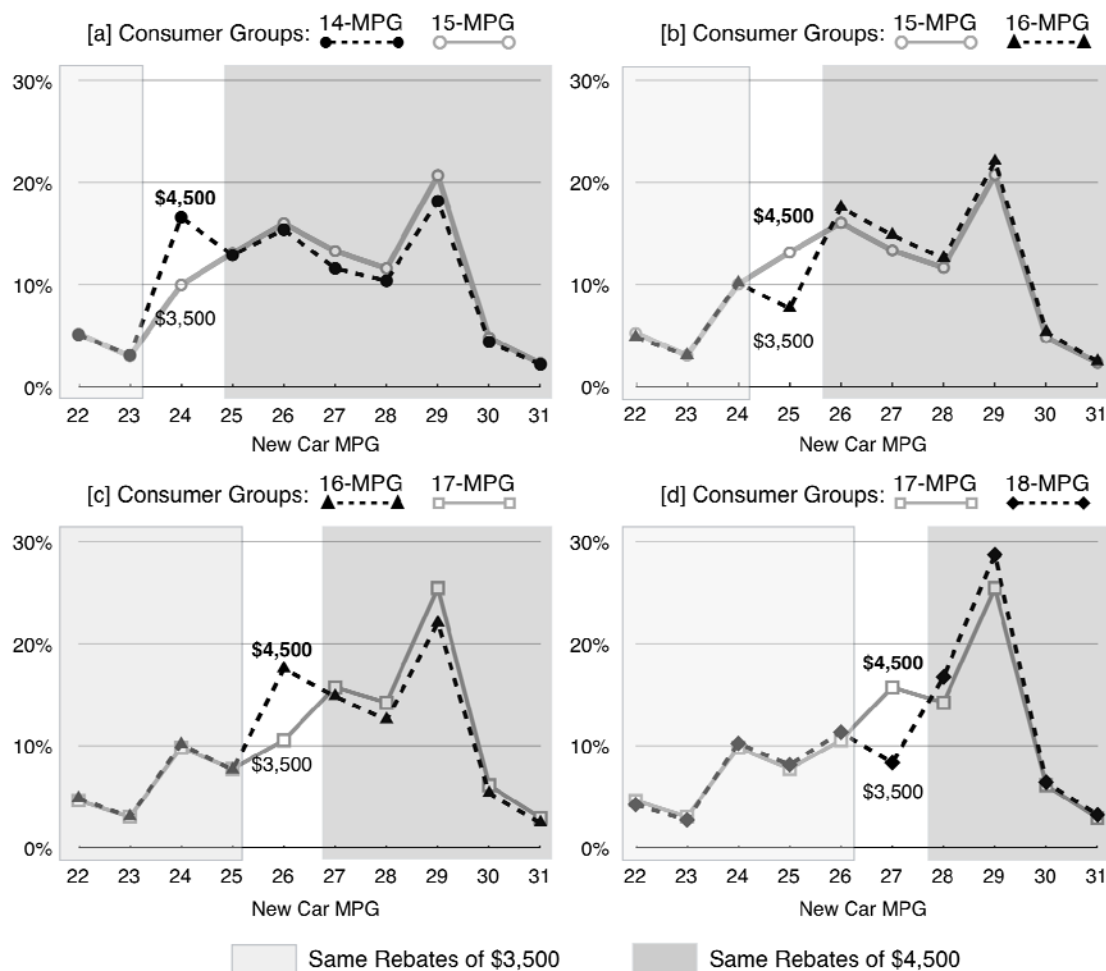 [a] Consumer Groups: 14-MPG 15-MPG
30%
20%
10%
0%
$4,500
$3,500
22 23 24 25 26 27 28 29 30 31
New Car MPG
[b] Consumer Groups: 15-MPG 16-MPG
30%
20%
10%
0%
$4,500
$3,500
22 23 24 25 26 27 28 29 30 31
New Car MPG
[c] Consumer Groups: 16-MPG 17-MPG
30%
20%
10%
0%
$4,500
$3,500
22 23 24 25 26 27 28 29 30 31
New Car MPG
[d] Consumer Groups: 17-MPG 18-MPG
30%
20%
10%
0%
$4,500
$3,500
22 23 24 25 26 27 28 29 30 31
New Car MPG
Same Rebates of $3,500 Same Rebates of $4,500